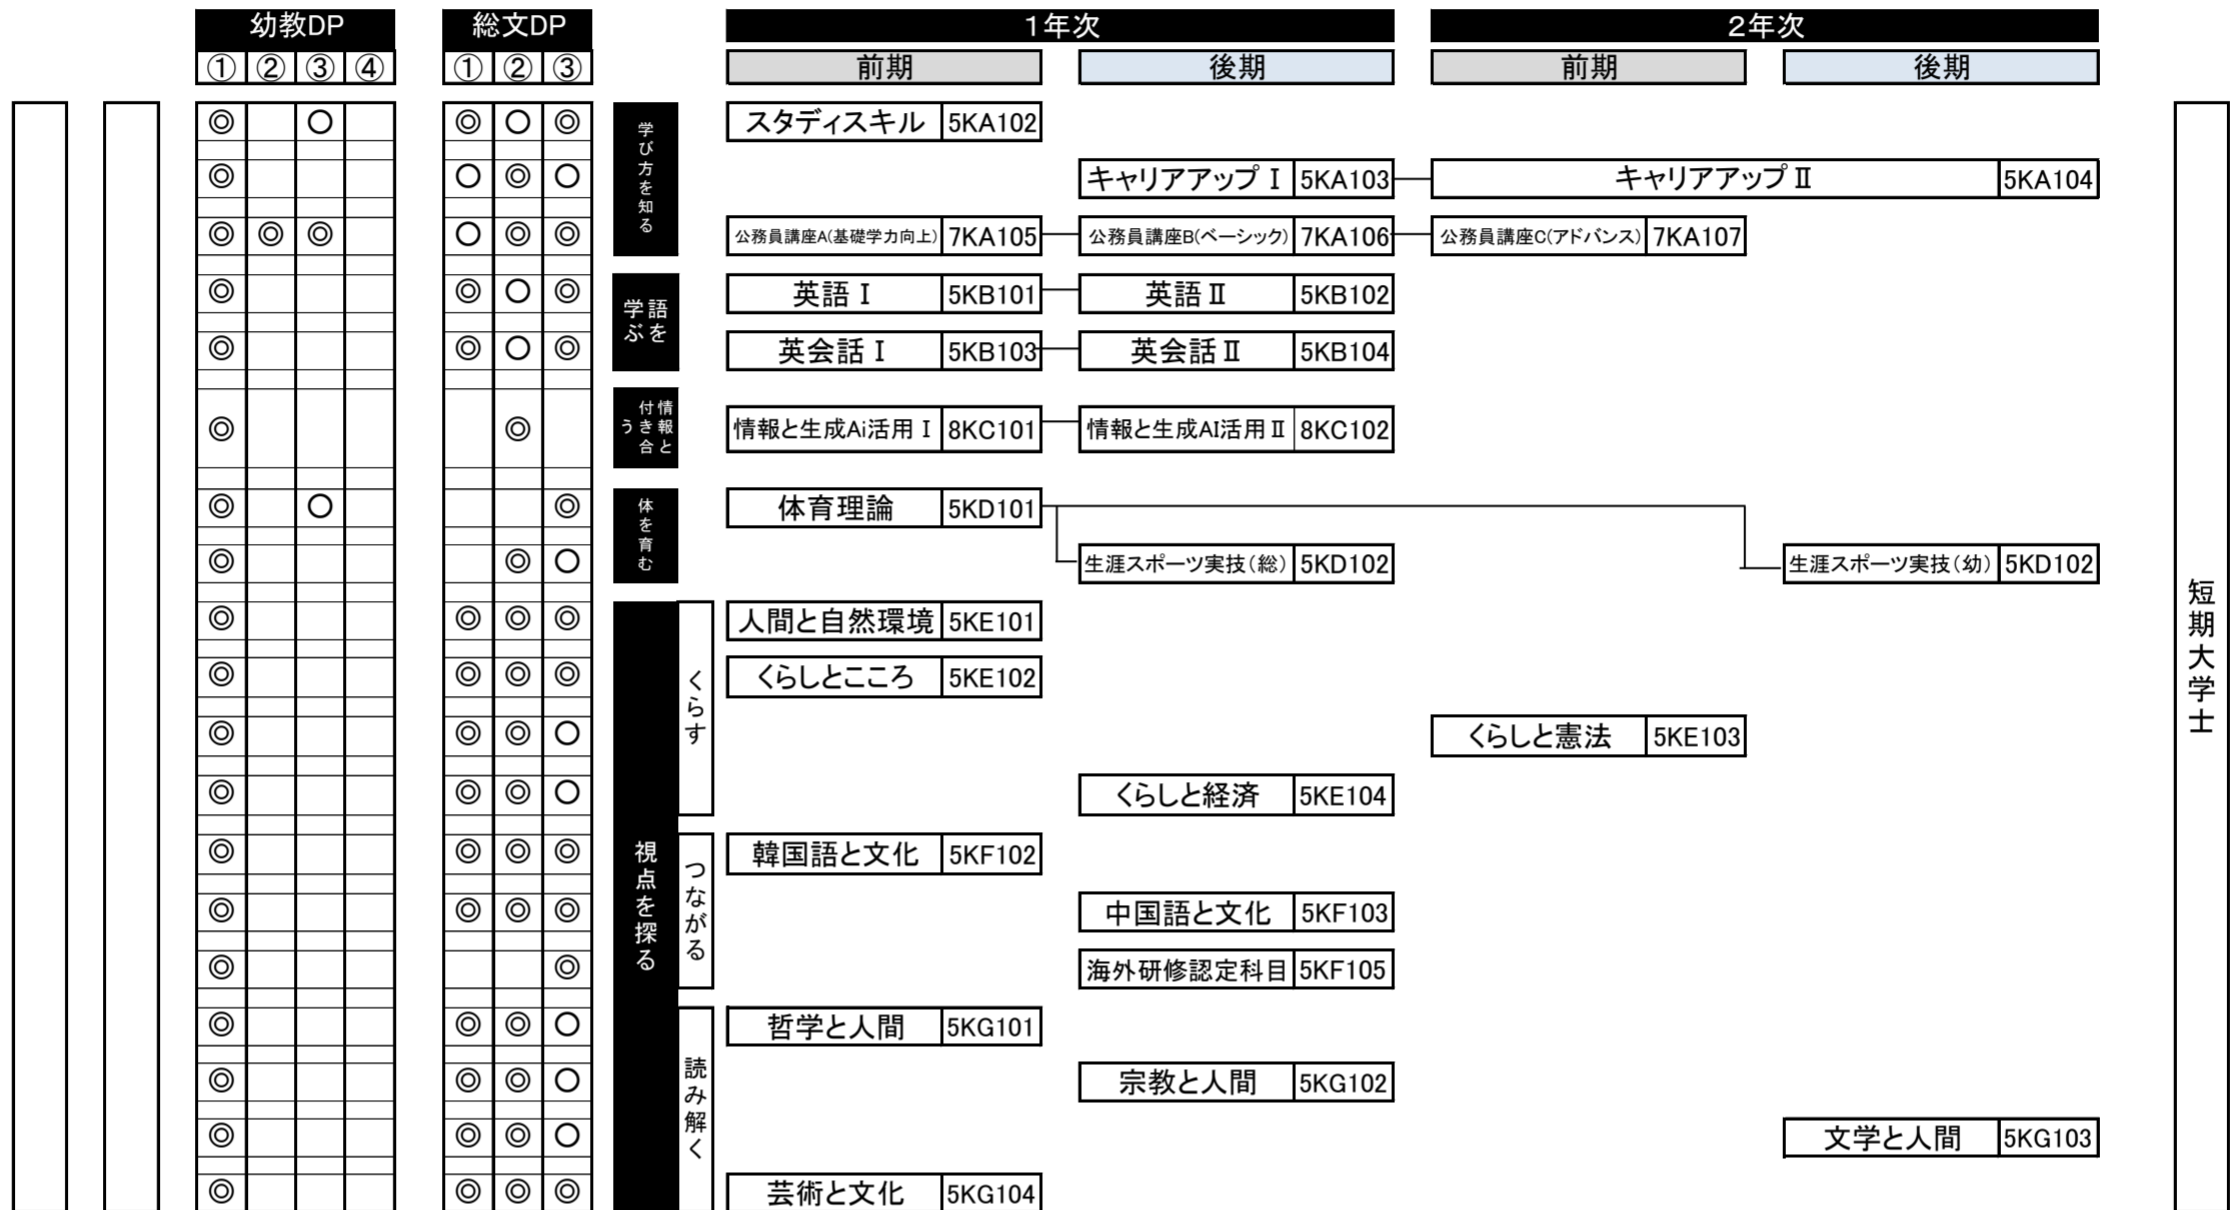 幼教DP 総文DP 1年次 2年次
① ② ③ ④ ① ② ③ 前期 後期 前期 後期
学び方を知る
◎ ○ ◎ ○ ◎ スタディスキル 5KA102
◎ ○ ◎ ○ キャリアアップⅠ 5KA103 キャリアアップⅡ 5KA104
◎ ◎ ◎ ○ ◎ ◎ 公務員講座A(基礎学力向上) 7KA105 公務員講座B(ベーシック) 7KA106 公務員講座C(アドバンス) 7KA107
語を学ぶ
◎ ◎ ○ ◎ 英語Ⅰ 5KB101 英語Ⅱ 5KB102
◎ ◎ ○ ◎ 英会話Ⅰ 5KB103 英会話Ⅱ 5KB104
情報と付き合う
◎ ◎ 情報と生成Ai活用Ⅰ 8KC101 情報と生成AI活用Ⅱ 8KC102
体を育む
◎ ○ ◎ 体育理論 5KD101
◎ ◎ ○ 生涯スポーツ実技(総) 5KD102 生涯スポーツ実技(幼) 5KD102
視点を探る
くらす
◎ ◎ ◎ ◎ 人間と自然環境 5KE101
◎ ◎ ◎ ◎ くらしとこころ 5KE102
◎ ◎ ◎ ○ くらしと憲法 5KE103
◎ ◎ ◎ ○ くらしと経済 5KE104
つながる
◎ ◎ ◎ ◎ 韓国語と文化 5KF102
◎ ◎ ◎ ◎ 中国語と文化 5KF103
◎ ◎ 海外研修認定科目 5KF105
読み解く
◎ ◎ ◎ ○ 哲学と人間 5KG101
◎ ◎ ◎ ○ 宗教と人間 5KG102
◎ ◎ ◎ ○ 文学と人間 5KG103
◎ ◎ ◎ ◎ 芸術と文化 5KG104
短期大学士